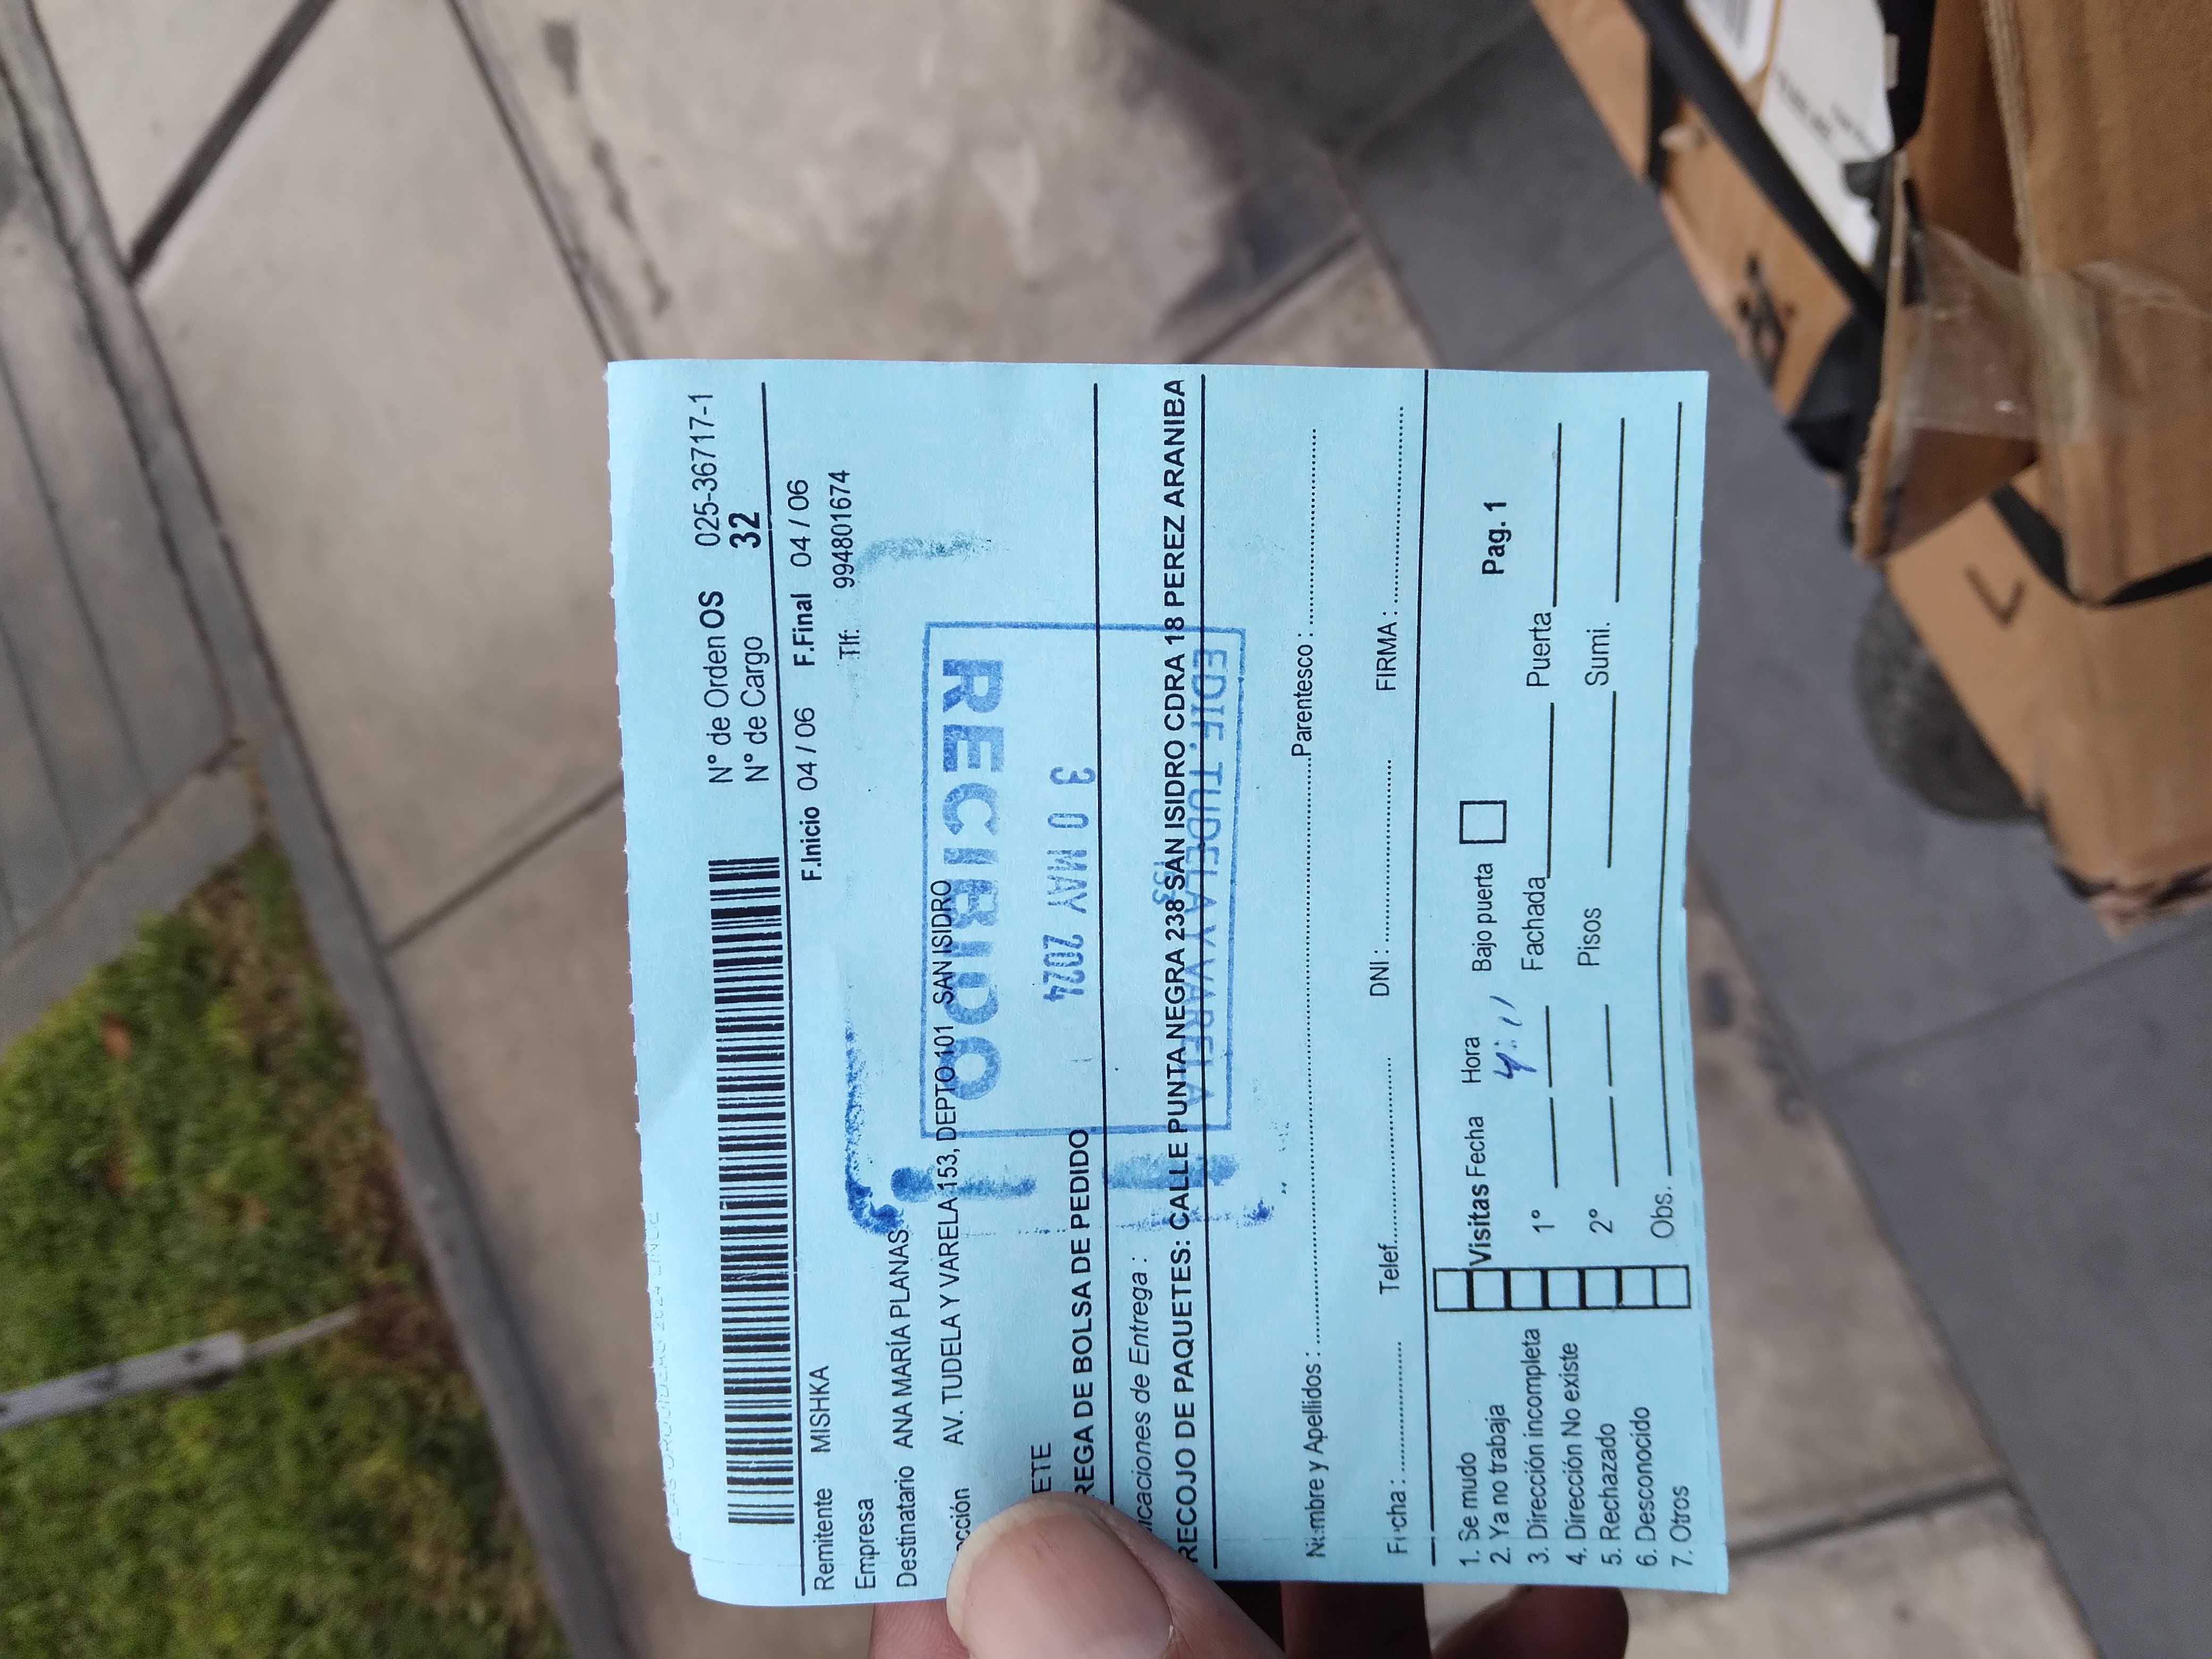 N° de Orden OS 025-36717-1
N° de Cargo 32
F.Inicio 04 / 06 F.Final 04 / 06
Remitente MISHKA
Tlf: 994801674
Empresa
Destinatario ANA MARÍA PLANAS
cción AV. TUDELA Y VARELA 153, DEPTO 101 SAN ISIDRO
RECIBIDO
30 MAY 2024
EDIF. TUDELA Y VARELA
ETE
REGA DE BOLSA DE PEDIDO
icaciones de Entrega :
RECOJO DE PAQUETES: CALLE PUNTA NEGRA 238 SAN ISIDRO CDRA 18 PEREZ ARANIBA
Nombre y Apellidos : Parentesco :
Fecha : Telef. DNI : FIRMA :
1. Se mudo
2. Ya no trabaja
3. Dirección incompleta
4. Dirección No existe
5. Rechazado
6. Desconocido
7. Otros
Visitas Fecha Hora Bajo puerta Pag. 1
1° Fachada Puerta
2° Pisos Sumi.
Obs.